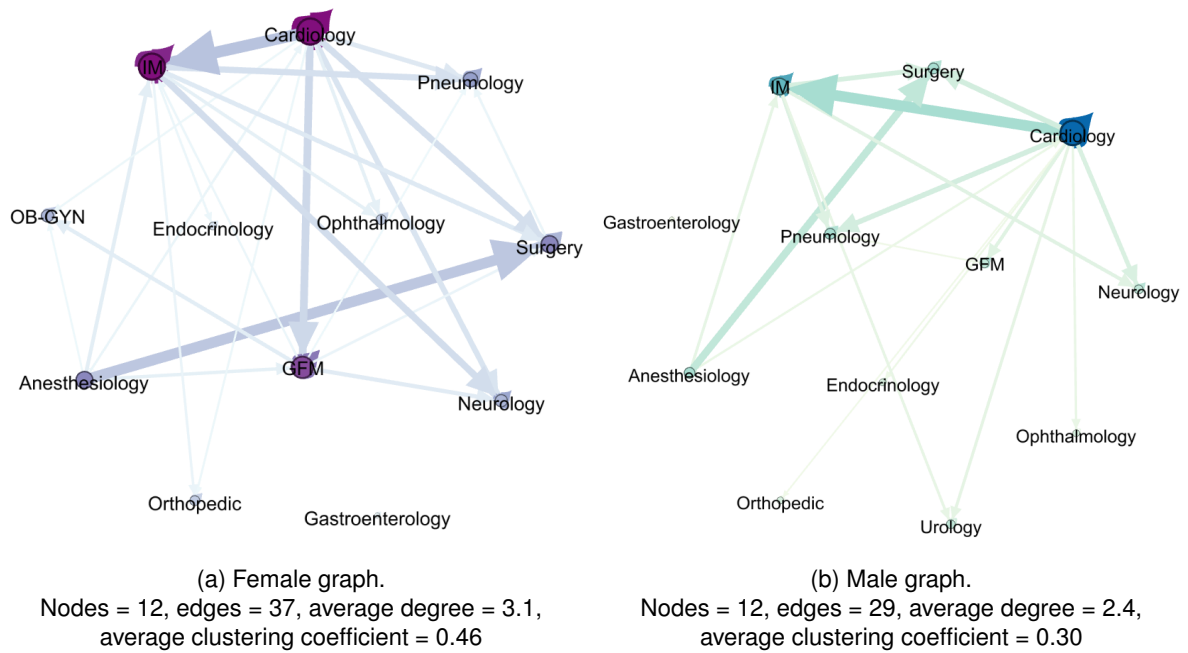 Cardiology
IM
Pneumology
OB-GYN
Endocrinology
Ophthalmology
Surgery
Anesthesiology
GFM
Neurology
Orthopedic
Gastroenterology
(a) Female graph.
Nodes = 12, edges = 37, average degree = 3.1,
average clustering coefficient = 0.46
Surgery
IM
Cardiology
Gastroenterology
Pneumology
GFM
Neurology
Anesthesiology
Endocrinology
Ophthalmology
Orthopedic
Urology
(b) Male graph.
Nodes = 12, edges = 29, average degree = 2.4,
average clustering coefficient = 0.30